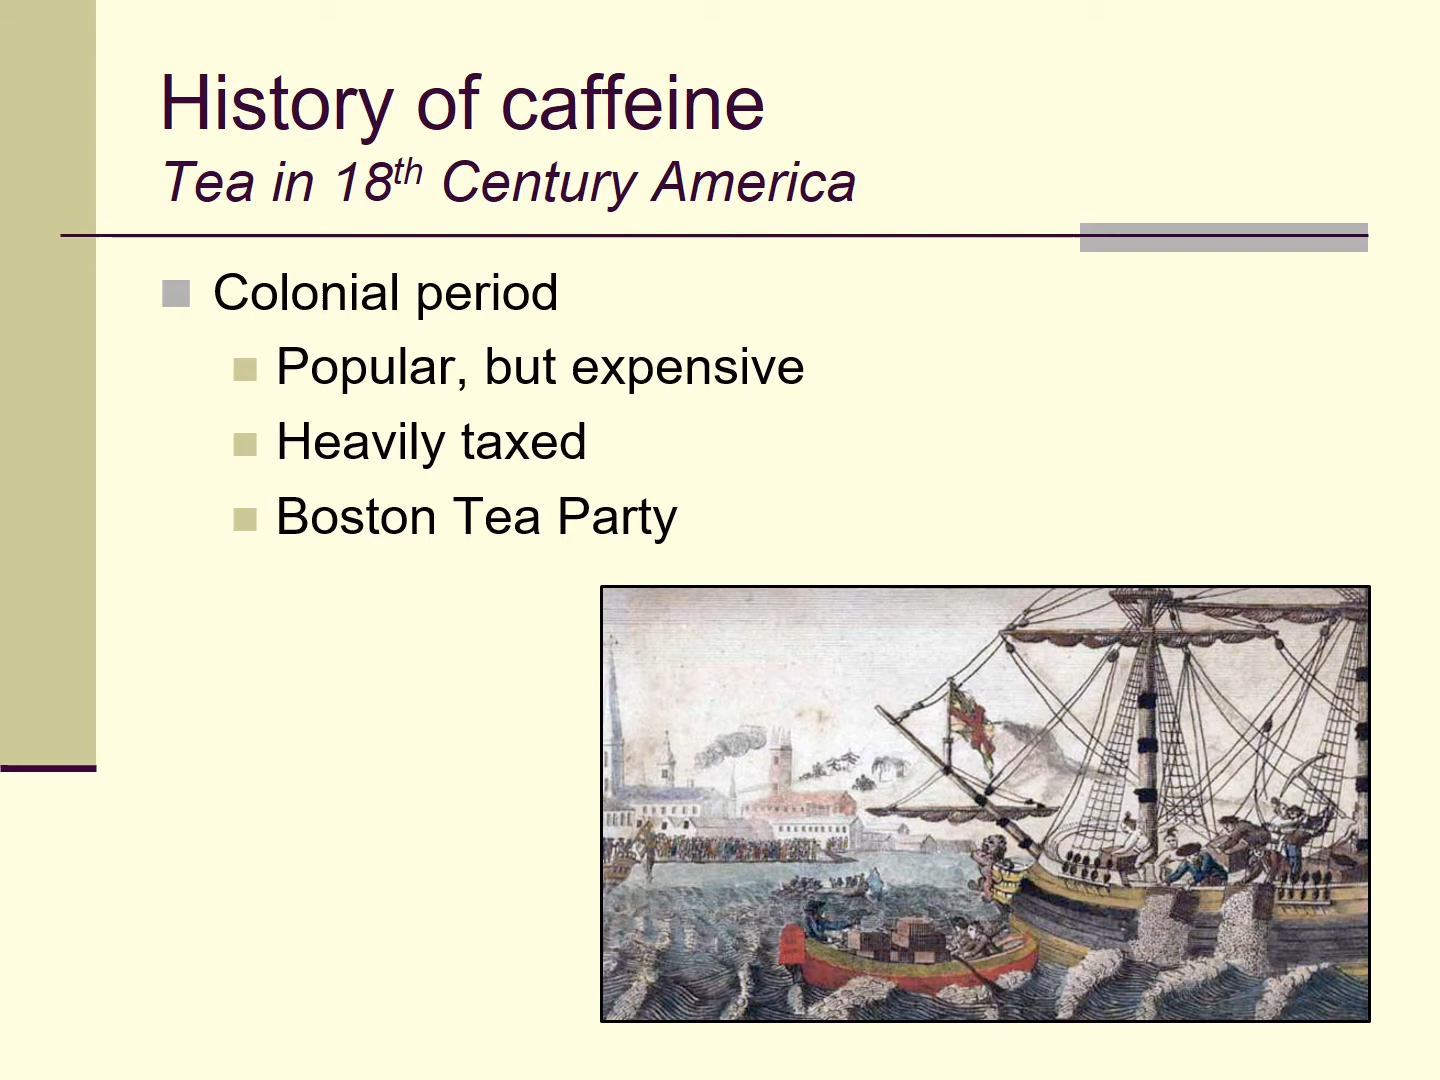 History of caffeine
Tea in 18th Century America
Colonial period
Popular, but expensive
Heavily taxed
Boston Tea Party